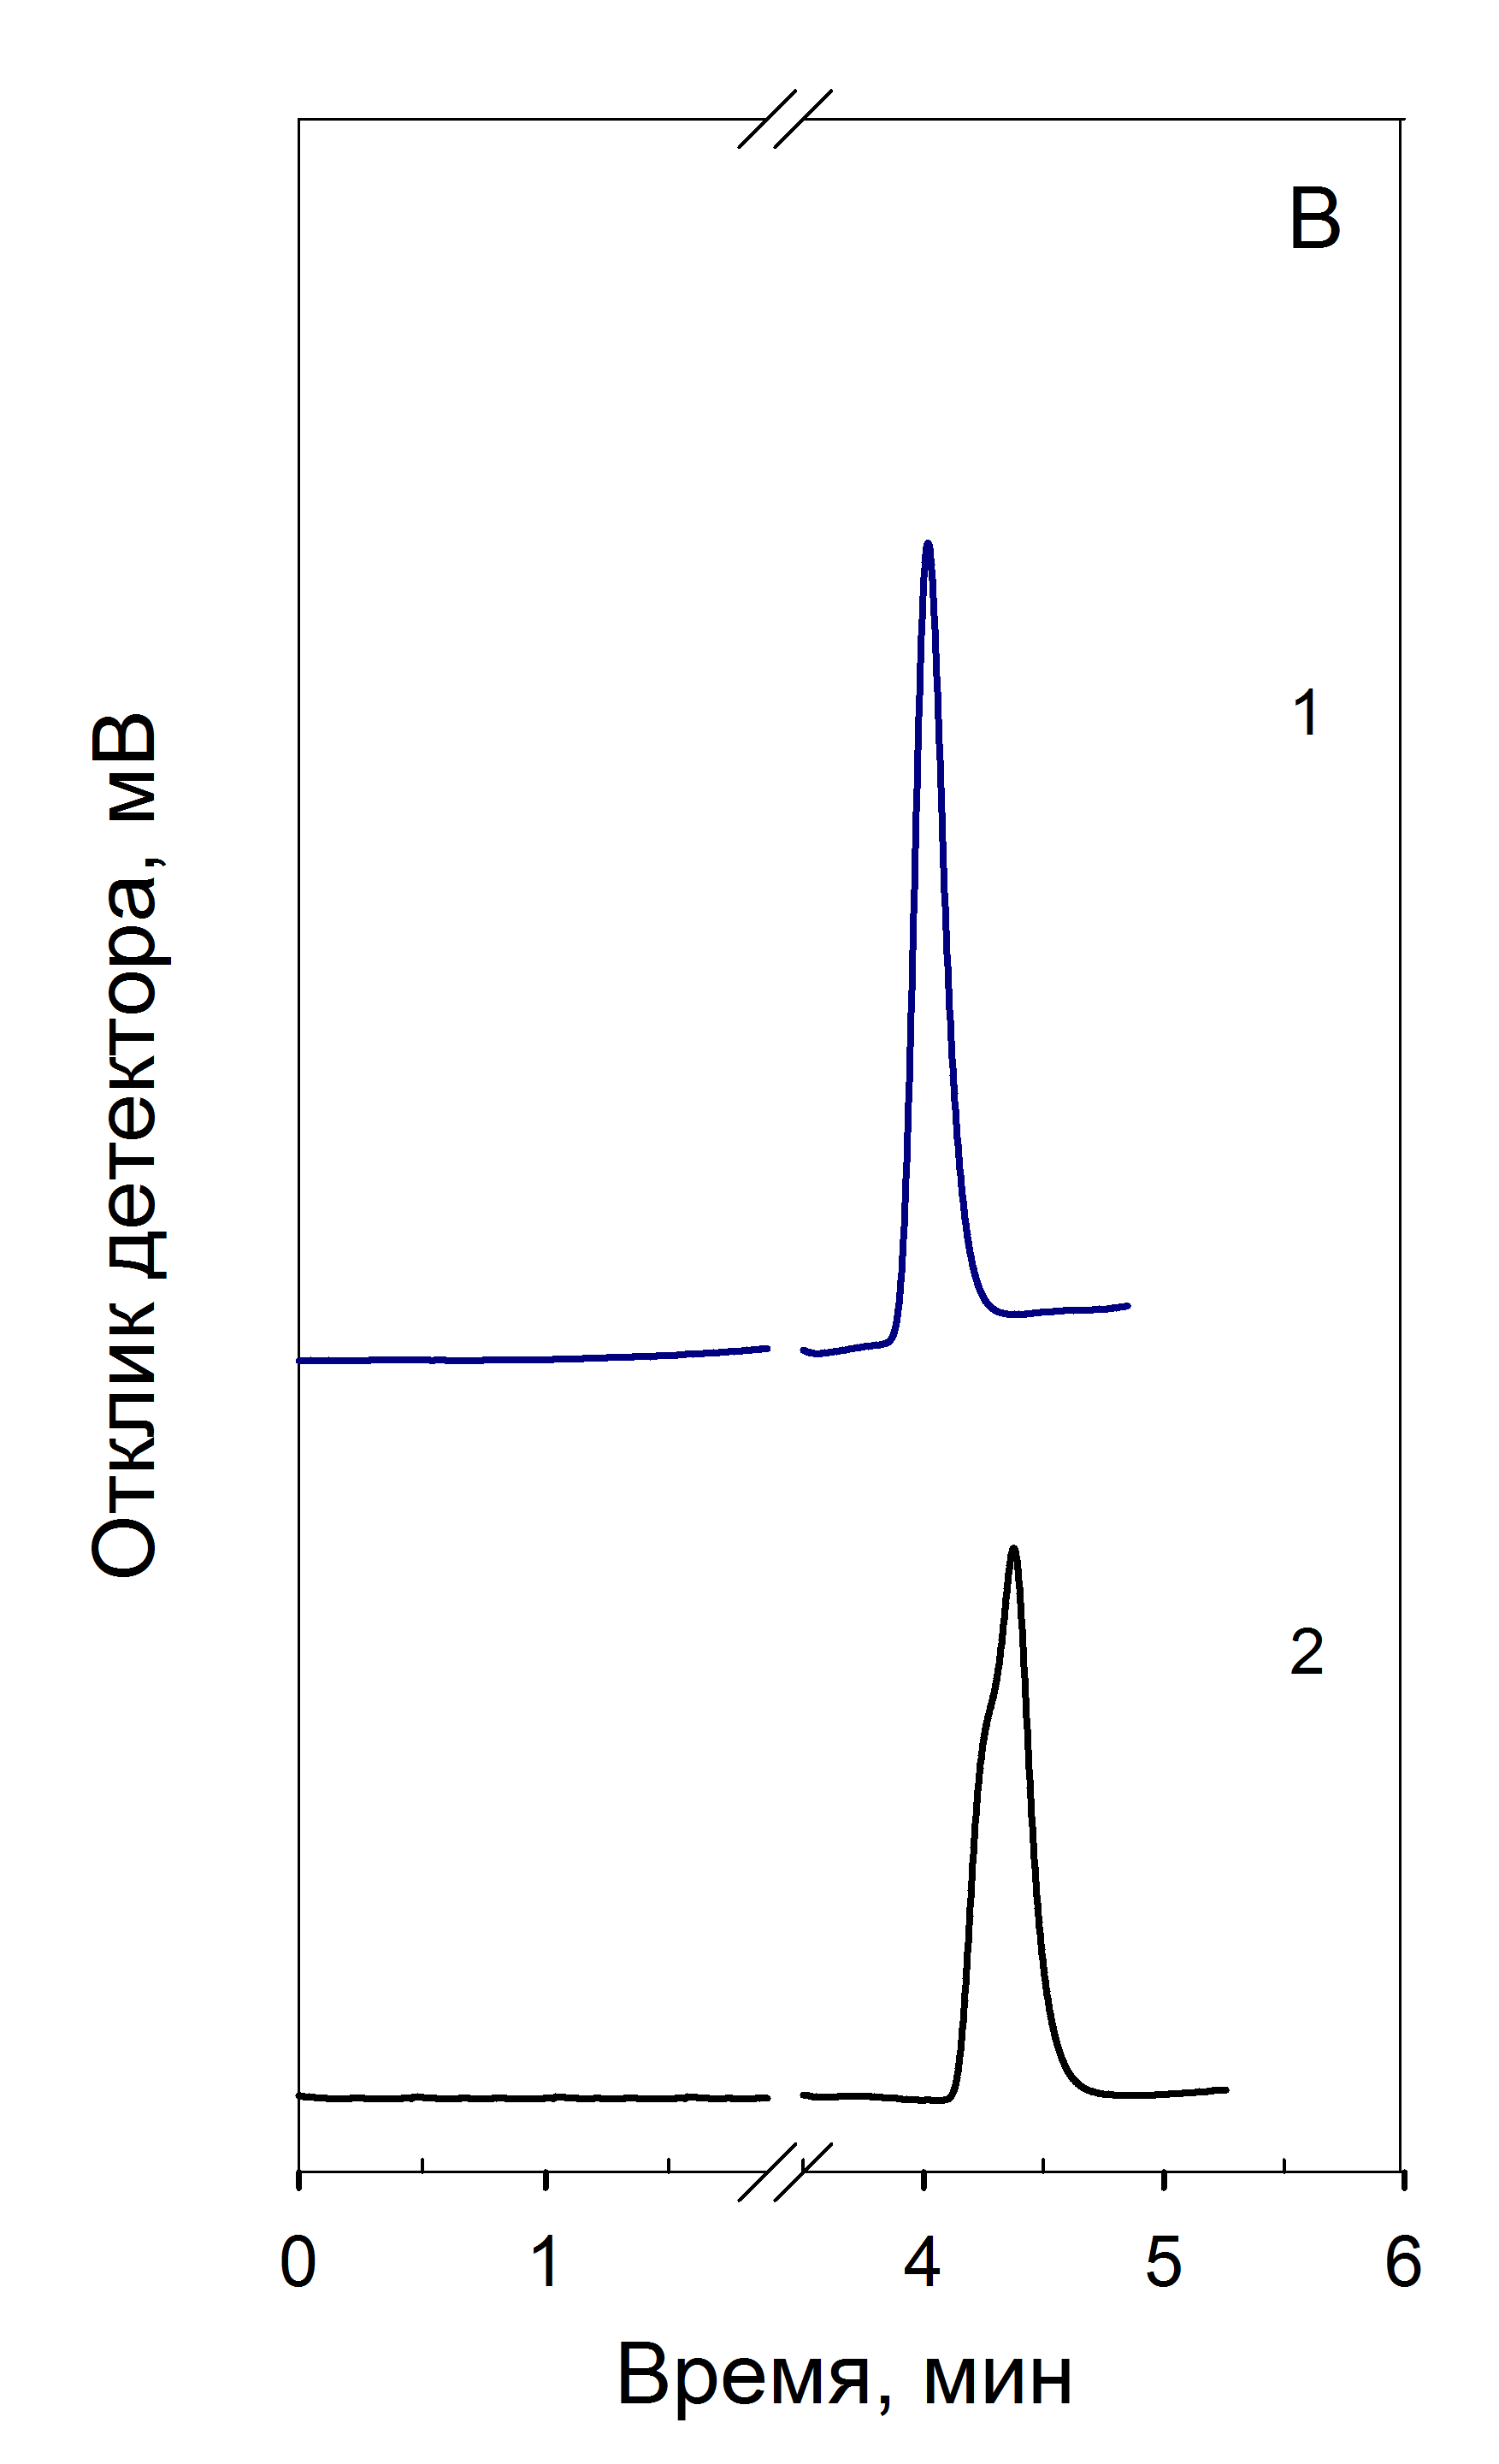 В
1
Отклик детектора, мВ
2
0 1 4 5 6
Время, мин